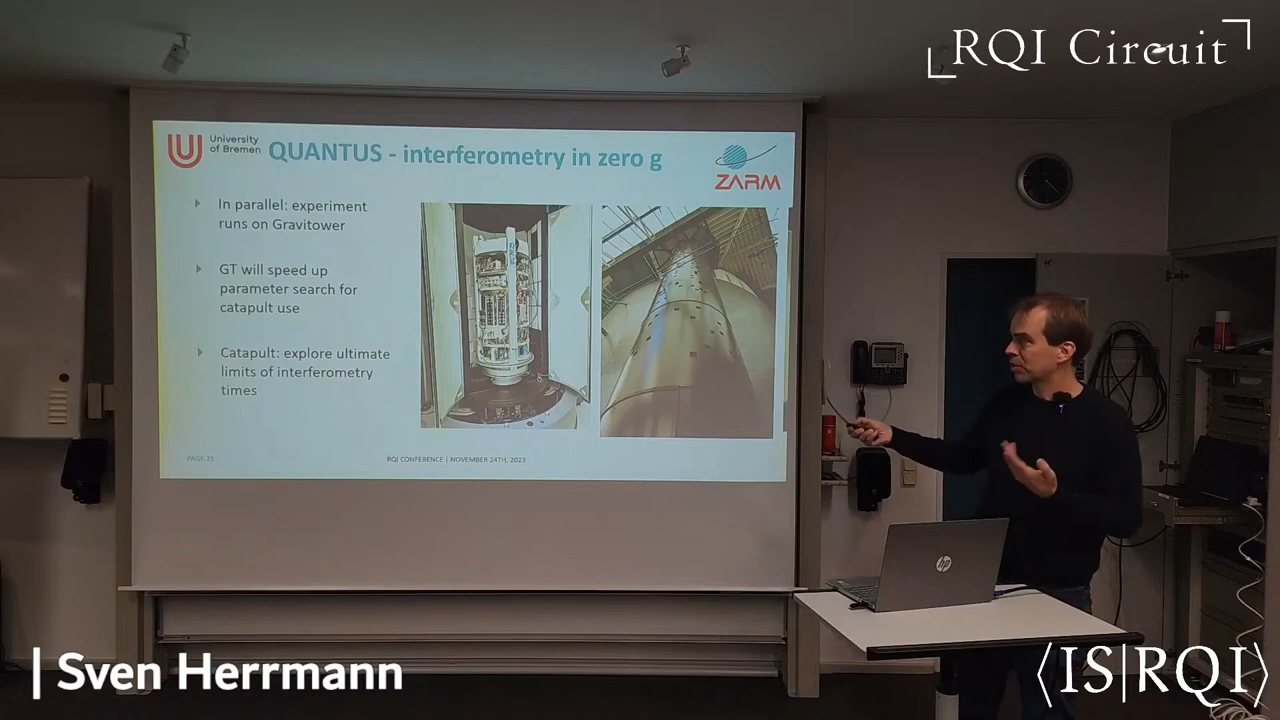 RQI Circuit
University
of Bremen
QUANTUS - interferometry in zero g
ZARM
In parallel: experiment
runs on Gravitower
GT will speed up
parameter search for
catapult use
Catapult: explore ultimate
limits of interferometry
times
PAGE 21
RQI CONFERENCE | NOVEMBER 24TH, 2023
hp
| Sven Herrmann
⟨IS|RQI⟩